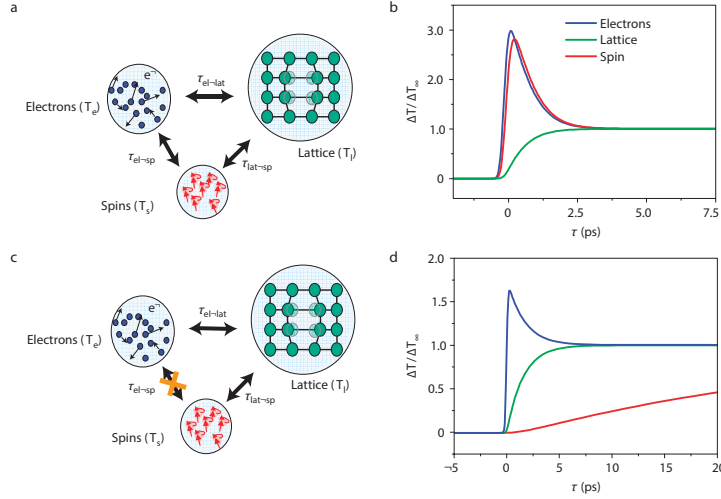 a
e¬
τel¬lat
Electrons (Te)
Lattice (Tl)
τel¬sp
τlat¬sp
Spins (Ts)
b
Electrons
Lattice
Spin
ΔT/ΔT∞
3.0
2.0
1.0
0
0
2.5
5.0
7.5
τ (ps)
c
e¬
τel¬lat
Electrons (Te)
Lattice (Tl)
τel¬sp
τlat¬sp
Spins (Ts)
d
ΔT/ΔT∞
2.0
1.5
1.0
0.5
0
−5
0
5
10
15
20
τ (ps)